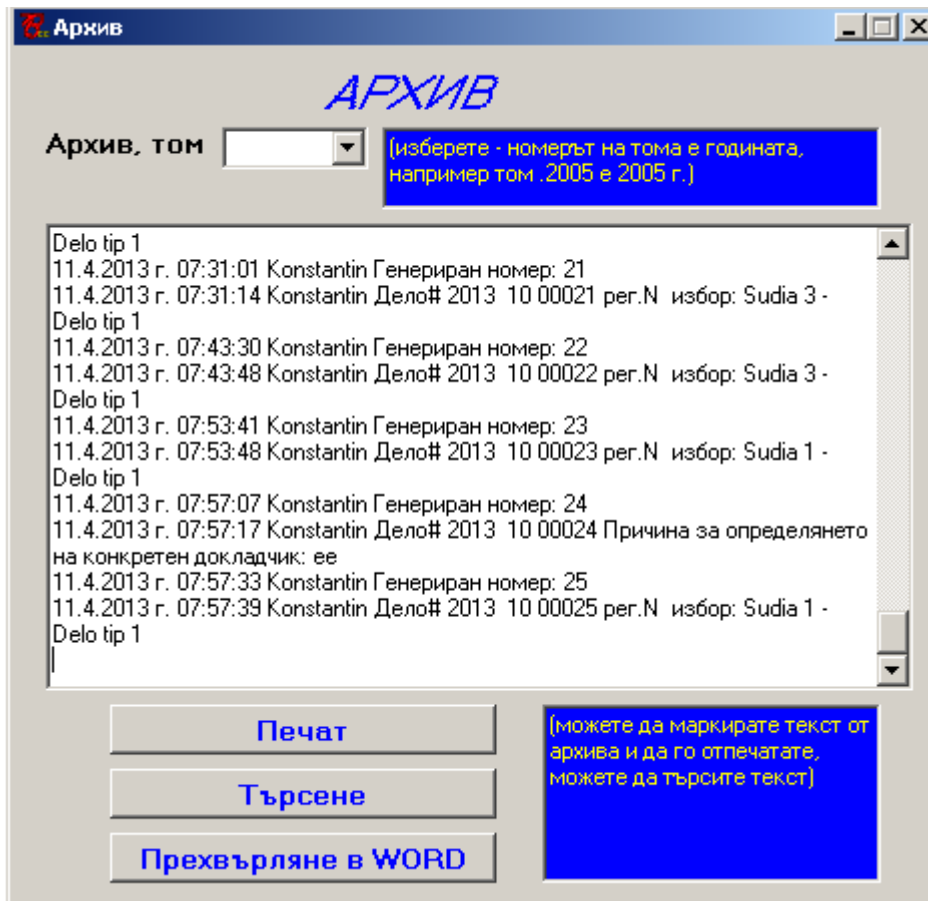 Архив
АРХИВ
Архив, том
(изберете - номерът на тома е годината,
например том .2005 е 2005 г.)
Delo tip 1
11.4.2013 г. 07:31:01 Konstantin Генериран номер: 21
11.4.2013 г. 07:31:14 Konstantin Дело# 2013  10 00021 рег.N  избор: Sudia 3 -
Delo tip 1
11.4.2013 г. 07:43:30 Konstantin Генериран номер: 22
11.4.2013 г. 07:43:48 Konstantin Дело# 2013  10 00022 рег.N  избор: Sudia 3 -
Delo tip 1
11.4.2013 г. 07:53:41 Konstantin Генериран номер: 23
11.4.2013 г. 07:53:48 Konstantin Дело# 2013  10 00023 рег.N  избор: Sudia 1 -
Delo tip 1
11.4.2013 г. 07:57:07 Konstantin Генериран номер: 24
11.4.2013 г. 07:57:17 Konstantin Дело# 2013  10 00024 Причина за определянето
на конкретен докладчик: ее
11.4.2013 г. 07:57:33 Konstantin Генериран номер: 25
11.4.2013 г. 07:57:39 Konstantin Дело# 2013  10 00025 рег.N  избор: Sudia 1 -
Delo tip 1
Печат
Търсене
Прехвърляне в WORD
(можете да маркирате текст от
архива и да го отпечатате,
можете да търсите текст)